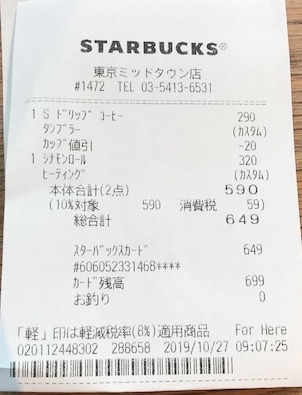 STARBUCKS®
東京ミッドタウン店
#1472 TEL 03-5413-6531
1 S ﾄﾞﾘｯﾌﾟ ｺｰﾋｰ 290
ﾀﾝﾌﾞﾗｰ (ｶｽﾀﾑ)
ｶｯﾌﾟ値引 -20
1 ｼﾅﾓﾝﾛｰﾙ 320
ﾋｰﾃｨﾝｸﾞ (ｶｽﾀﾑ)
本体合計(2点) 590
(10%対象 590 消費税 59)
総合計 649
ｽﾀｰﾊﾞｯｸｽｶｰﾄﾞ 649
#606052331468****
ｶｰﾄﾞ残高 699
お釣り 0
「軽」印は軽減税率(8%)適用商品 For Here
020112448302 288658 2019/10/27 09:07:25